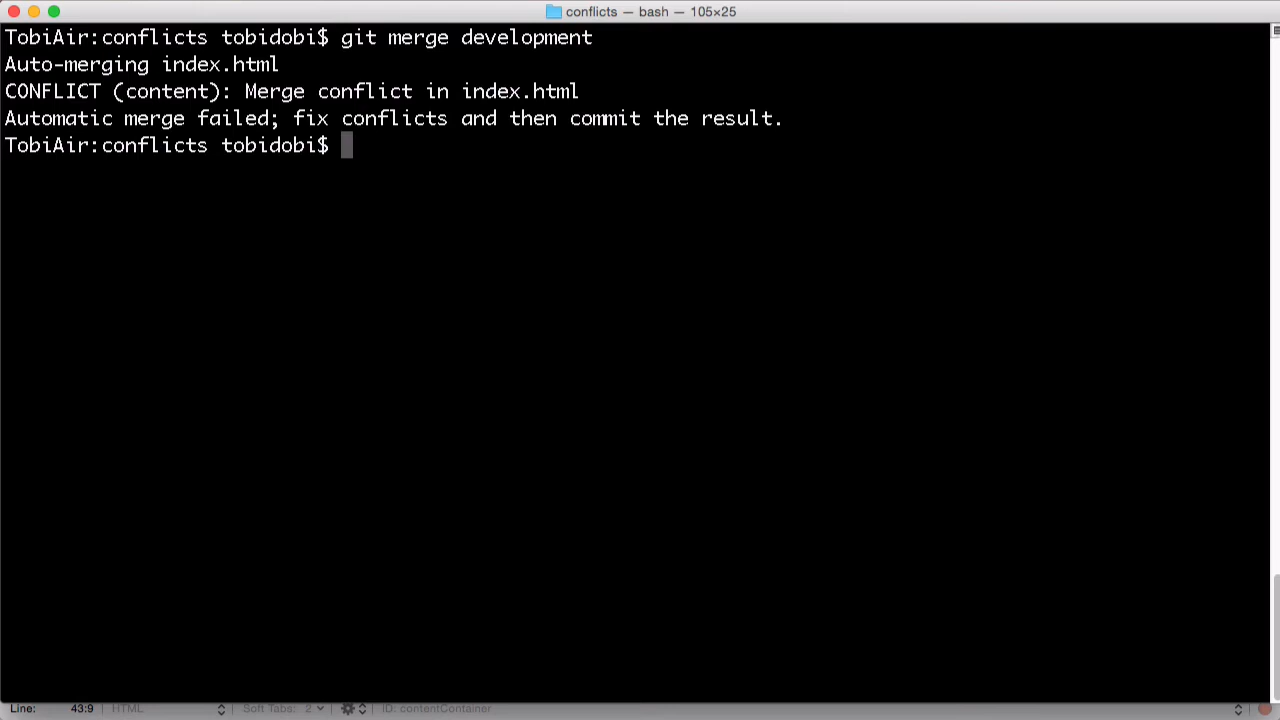 conflicts — bash — 105×25
TobiAir:conflicts tobidobi$ git merge development
Auto-merging index.html
CONFLICT (content): Merge conflict in index.html
Automatic merge failed; fix conflicts and then commit the result.
TobiAir:conflicts tobidobi$
Line: 43:9 HTML Soft Tabs: 2 ID: contentContainer